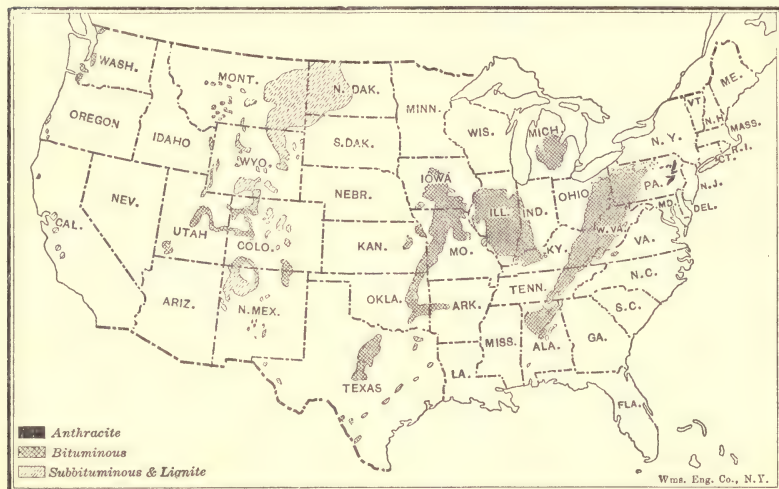 WASH.
MONT.
N. DAK.
MINN.
ME.
VT.
N.H.
OREGON
IDAHO
S. DAK.
WIS.
MICH.
N. Y.
MASS.
R.I.
CT.
WYO.
NEBR.
IOWA
PA.
N.J.
NEV.
UTAH
COLO.
ILL.
IND.
OHIO
MD.
DEL.
CAL.
KAN.
MO.
KY.
W. VA.
VA.
ARIZ.
N. MEX.
OKLA.
ARK.
TENN.
N.C.
S.C.
TEXAS
LA.
MISS.
ALA.
GA.
FLA.
Anthracite
Bituminous
Subbituminous & Lignite
Wms. Eng. Co., N.Y.